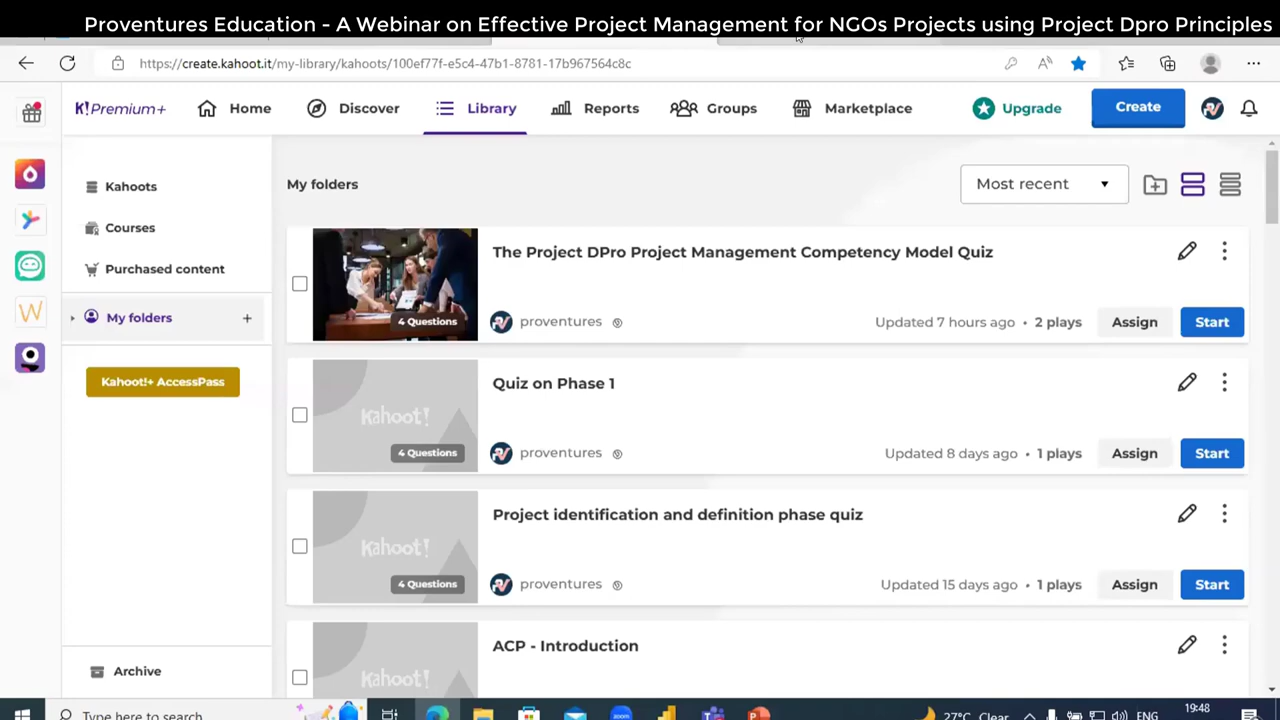 Proventures Education - A Webinar on Effective Project Management for NGOs Projects using Project Dpro Principles
https://create.kahoot.it/my-library/kahoots/100ef77f-e5c4-47b1-8781-17b967564c8c
K!Premium+ Home Discover Library Reports Groups Marketplace Upgrade Create
Kahoots
Courses
Purchased content
My folders
Kahoot!+ AccessPass
Archive
My folders
Most recent
The Project DPro Project Management Competency Model Quiz
4 Questions
proventures
Updated 7 hours ago • 2 plays Assign Start
Quiz on Phase 1
Kahoot!
4 Questions
proventures
Updated 8 days ago • 1 plays Assign Start
Project identification and definition phase quiz
Kahoot!
4 Questions
proventures
Updated 15 days ago • 1 plays Assign Start
ACP - Introduction
Kahoot!
Type here to search
27°C Clear
ENG
19:48